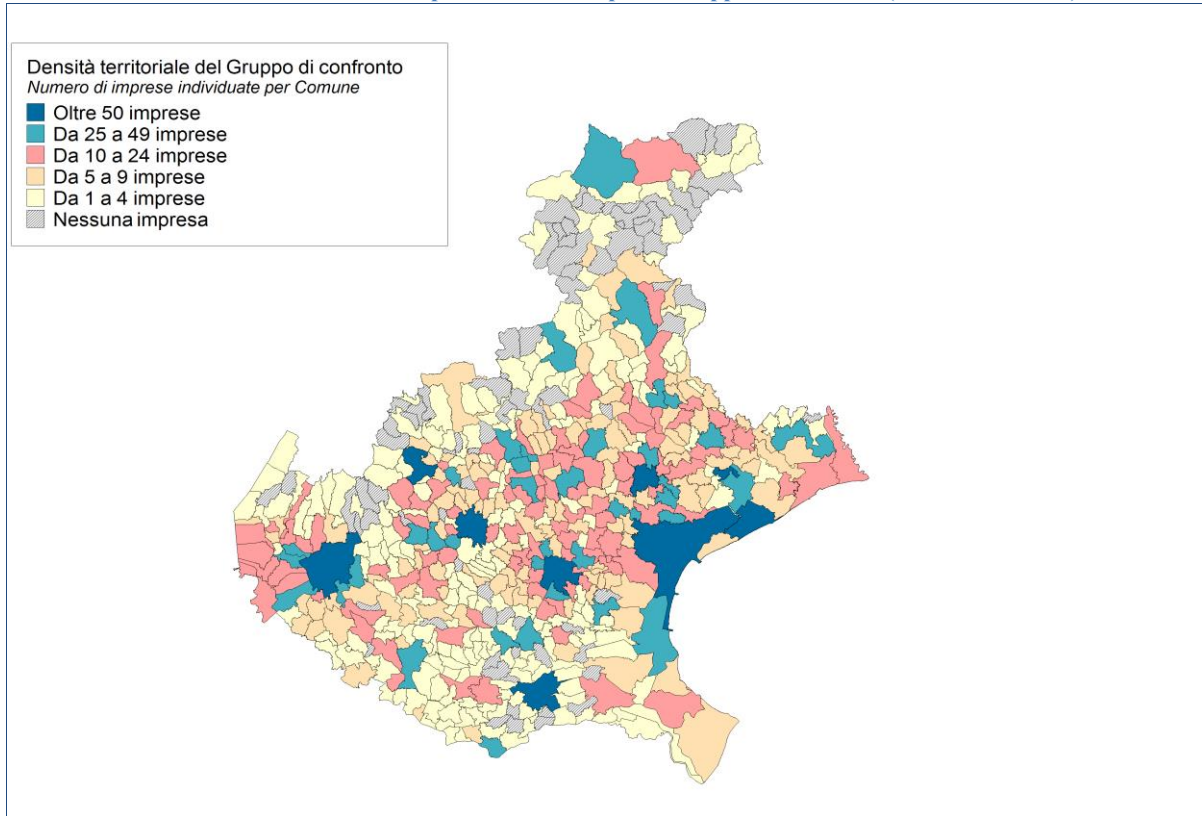 Densità territoriale del Gruppo di confronto
Numero di imprese individuate per Comune
Oltre 50 imprese
Da 25 a 49 imprese
Da 10 a 24 imprese
Da 5 a 9 imprese
Da 1 a 4 imprese
Nessuna impresa